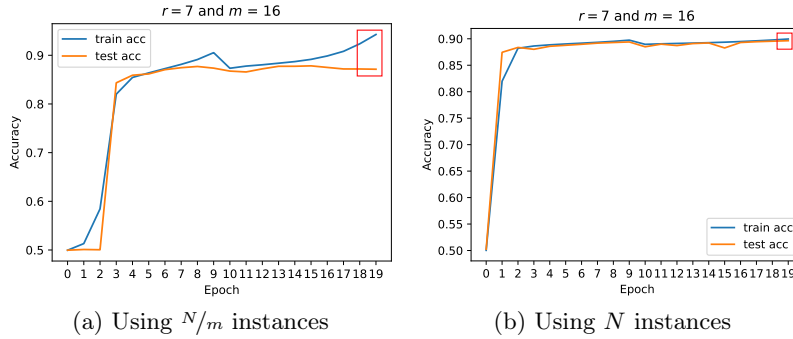 r = 7 and m = 16
train acc
test acc
0.9
0.8
0.7
0.6
0.5
Accuracy
0 1 2 3 4 5 6 7 8 9 10 11 12 13 14 15 16 17 18 19
Epoch
(a) Using N/m instances
r = 7 and m = 16
0.90
0.85
0.80
0.75
0.70
0.65
0.60
0.55
0.50
Accuracy
train acc
test acc
0 1 2 3 4 5 6 7 8 9 10 11 12 13 14 15 16 17 18 19
Epoch
(b) Using N instances